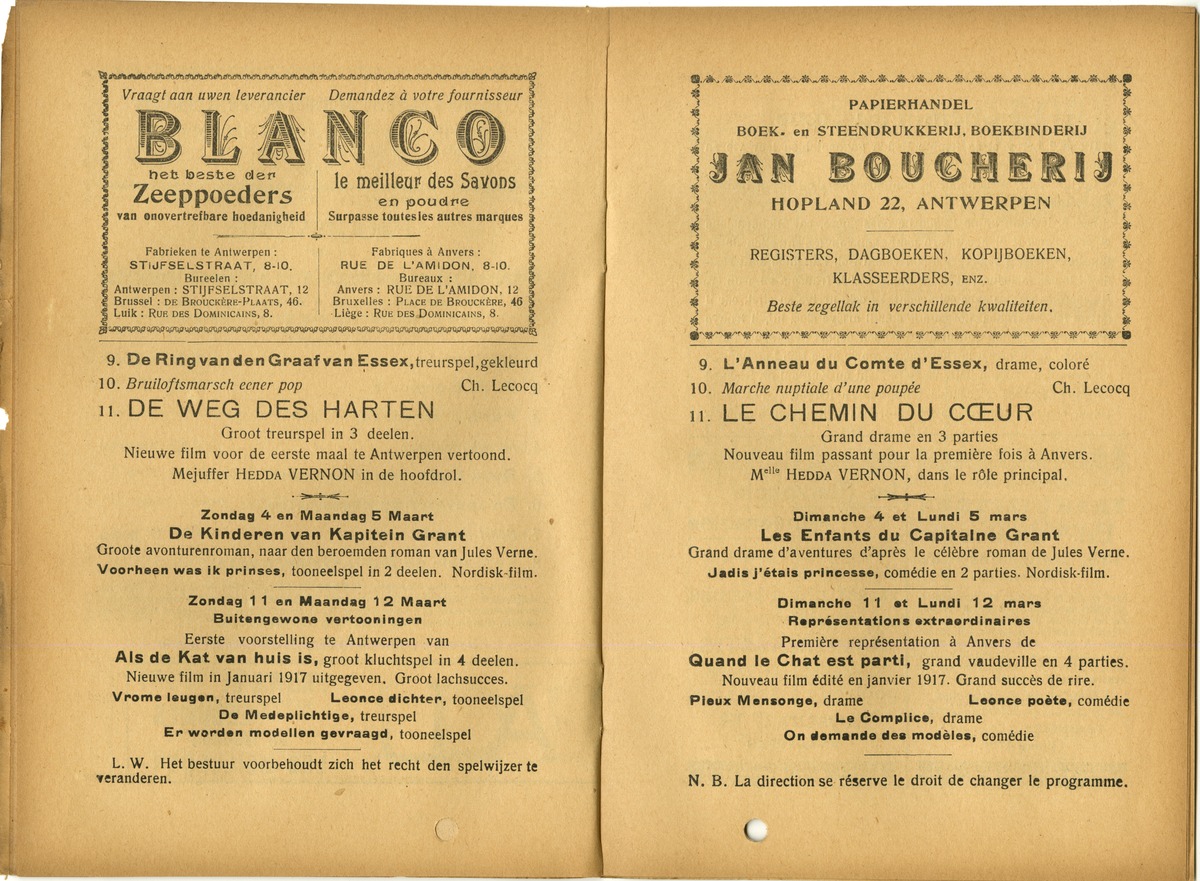 Vraagt aan uwen leverancier
Demandez à votre fournisseur
BLANCO
het beste der
Zeeppoeders
van onovertrefbare hoedanigheid
le meilleur des Savons
en poudre
Surpasse toutes les autres marques
Fabrieken te Antwerpen :
STIJFSELSTRAAT, 8-10.
Bureelen :
Antwerpen : STIJFSELSTRAAT, 12
Brussel : DE BROUCKÈRE-PLAATS, 46.
Luik : RUE DES DOMINICAINS, 8.
Fabriques à Anvers :
RUE DE L'AMIDON, 8-10.
Bureaux :
Anvers : RUE DE L'AMIDON, 12
Bruxelles : PLACE DE BROUCKÈRE, 46
Liège : RUE DES DOMINICAINS, 8.
9. De Ring van den Graaf van Essex, treurspel, gekleurd
10. Bruiloftsmarsch eener pop Ch. Lecocq
11. DE WEG DES HARTEN
Groot treurspel in 3 deelen.
Nieuwe film voor de eerste maal te Antwerpen vertoond.
Mejuffer HEDDA VERNON in de hoofdrol.
Zondag 4 en Maandag 5 Maart
De Kinderen van Kapitein Grant
Groote avonturenroman, naar den beroemden roman van Jules Verne.
Voorheen was ik prinses, tooneelspel in 2 deelen. Nordisk-film.
Zondag 11 en Maandag 12 Maart
Buitengewone vertooningen
Eerste voorstelling te Antwerpen van
Als de Kat van huis is, groot kluchtspel in 4 deelen.
Nieuwe film in Januari 1917 uitgegeven. Groot lachsucces.
Vrome leugen, treurspel Leonce dichter, tooneelspel
De Medeplichtige, treurspel
Er worden modellen gevraagd, tooneelspel
L. W. Het bestuur voorbehoudt zich het recht den spelwijzer te
veranderen.
PAPIERHANDEL
BOEK- en STEENDRUKKERIJ, BOEKBINDERIJ
JAN BOUCHERIJ
HOPLAND 22, ANTWERPEN
REGISTERS, DAGBOEKEN, KOPIJBOEKEN,
KLASSEERDERS, ENZ.
Beste zegellak in verschillende kwaliteiten.
9. L'Anneau du Comte d'Essex, drame, coloré
10. Marche nuptiale d'une poupée Ch. Lecocq
11. LE CHEMIN DU CŒUR
Grand drame en 3 parties
Nouveau film passant pour la première fois à Anvers.
Melle HEDDA VERNON, dans le rôle principal.
Dimanche 4 et Lundi 5 mars
Les Enfants du Capitaine Grant
Grand drame d'aventures d'après le célèbre roman de Jules Verne.
Jadis j'étais princesse, comédie en 2 parties. Nordisk-film.
Dimanche 11 et Lundi 12 mars
Représentations extraordinaires
Première représentation à Anvers de
Quand le Chat est parti, grand vaudeville en 4 parties.
Nouveau film édité en janvier 1917. Grand succès de rire.
Pieux Mensonge, drame Leonce poète, comédie
Le Complice, drame
On demande des modèles, comédie
N. B. La direction se réserve le droit de changer le programme.